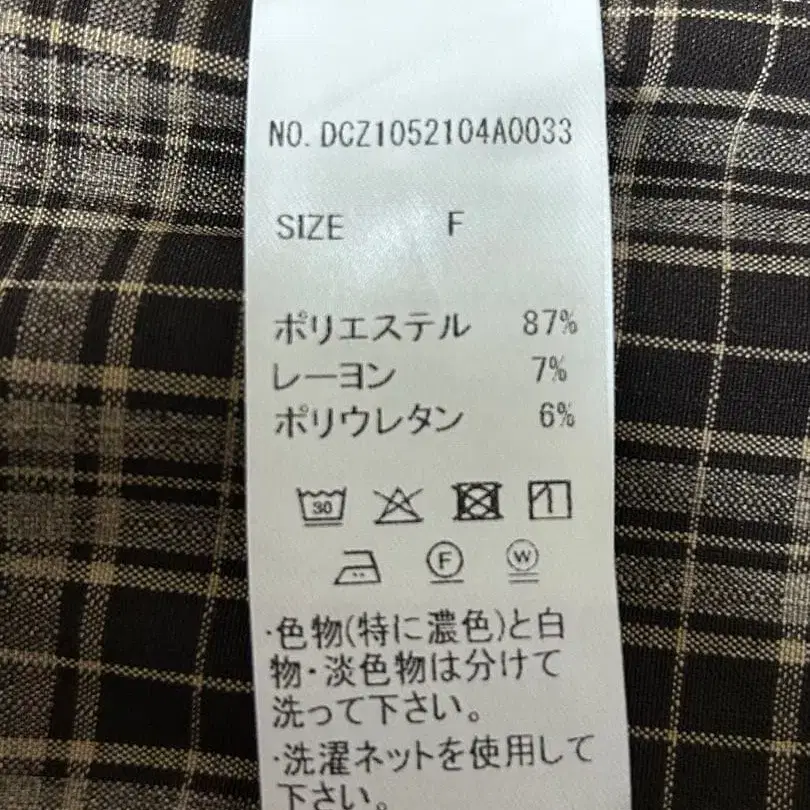 NO. DCZ1052104A0033
SIZE F
ポリエステル 87%
レーヨン 7%
ポリウレタン 6%
30
F W
·色物(特に濃色)と白
物・淡色物は分けて
洗って下さい。
·洗濯ネットを使用して
下さい。